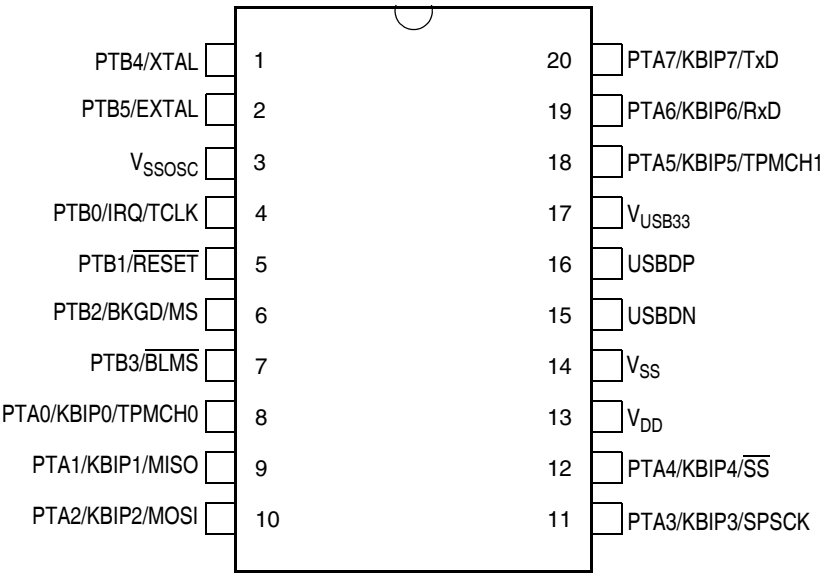 PTB4/XTAL 1 20 PTA7/KBIP7/TxD
PTB5/EXTAL 2 19 PTA6/KBIP6/RxD
VSSOSC 3 18 PTA5/KBIP5/TPMCH1
PTB0/IRQ/TCLK 4 17 VUSB33
PTB1/R̅E̅S̅E̅T̅ 5 16 USBDP
PTB2/BKGD/MS 6 15 USBDN
PTB3/B̅L̅M̅S̅ 7 14 VSS
PTA0/KBIP0/TPMCH0 8 13 VDD
PTA1/KBIP1/MISO 9 12 PTA4/KBIP4/S̅S̅
PTA2/KBIP2/MOSI 10 11 PTA3/KBIP3/SPSCK